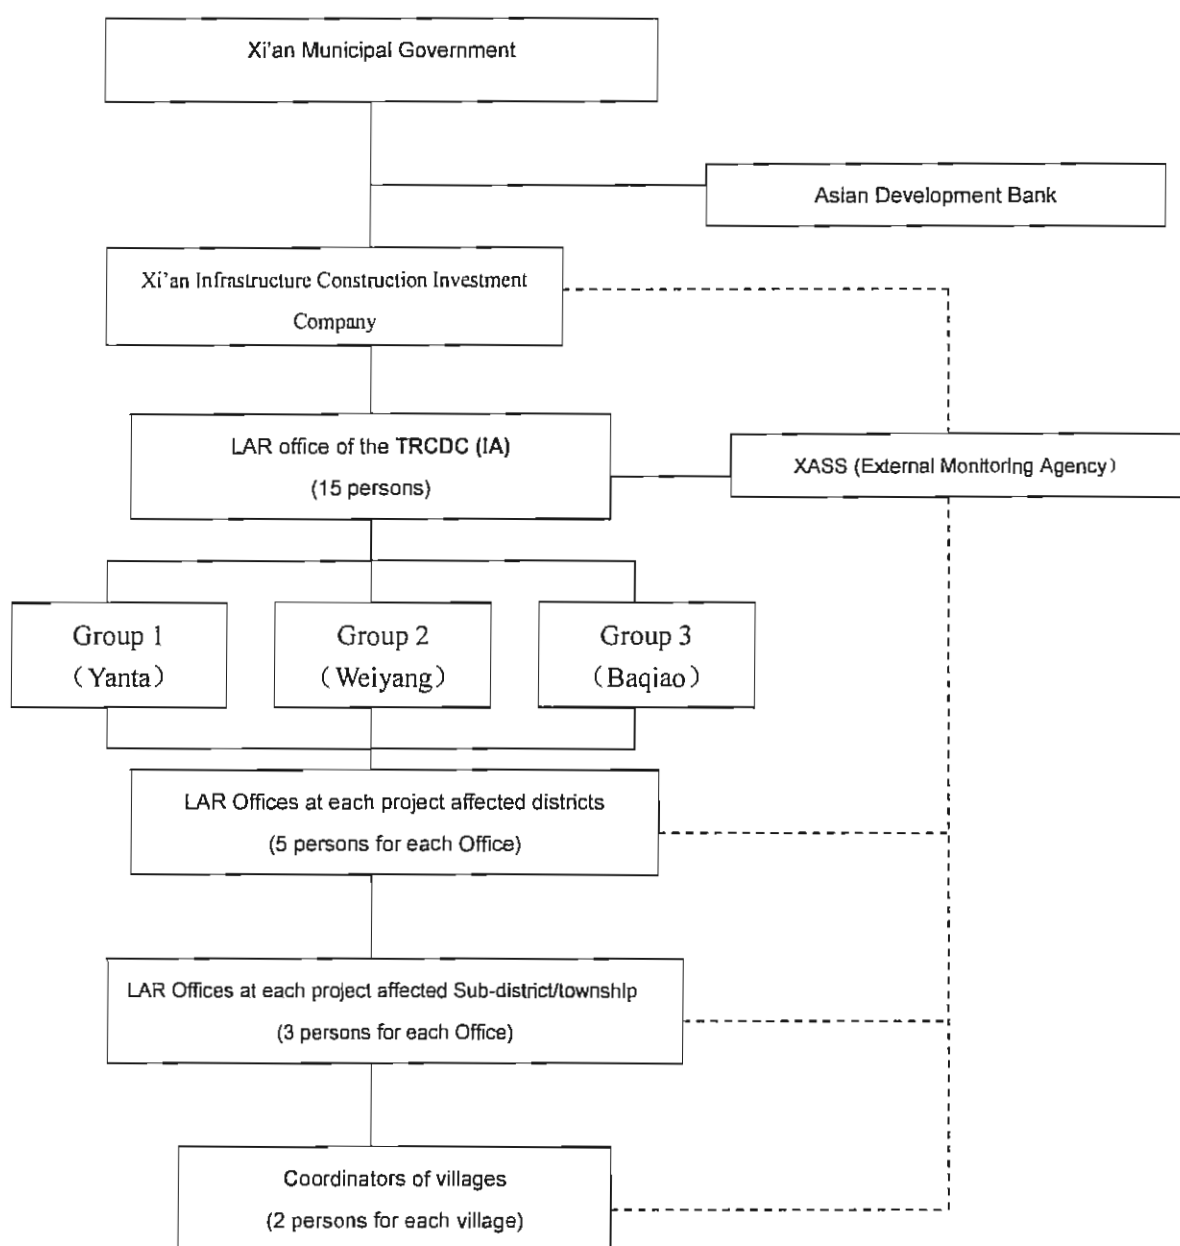 Xi'an Municipal Government
Asian Development Bank
Xi'an Infrastructure Construction Investment
Company
LAR office of the TRCDC (IA)
(15 persons)
XASS (External Monitoring Agency）
Group 1
（Yanta）
Group 2
（Weiyang）
Group 3
（Baqiao）
LAR Offices at each project affected districts
(5 persons for each Office)
LAR Offices at each project affected Sub-district/township
(3 persons for each Office)
Coordinators of villages
(2 persons for each village)